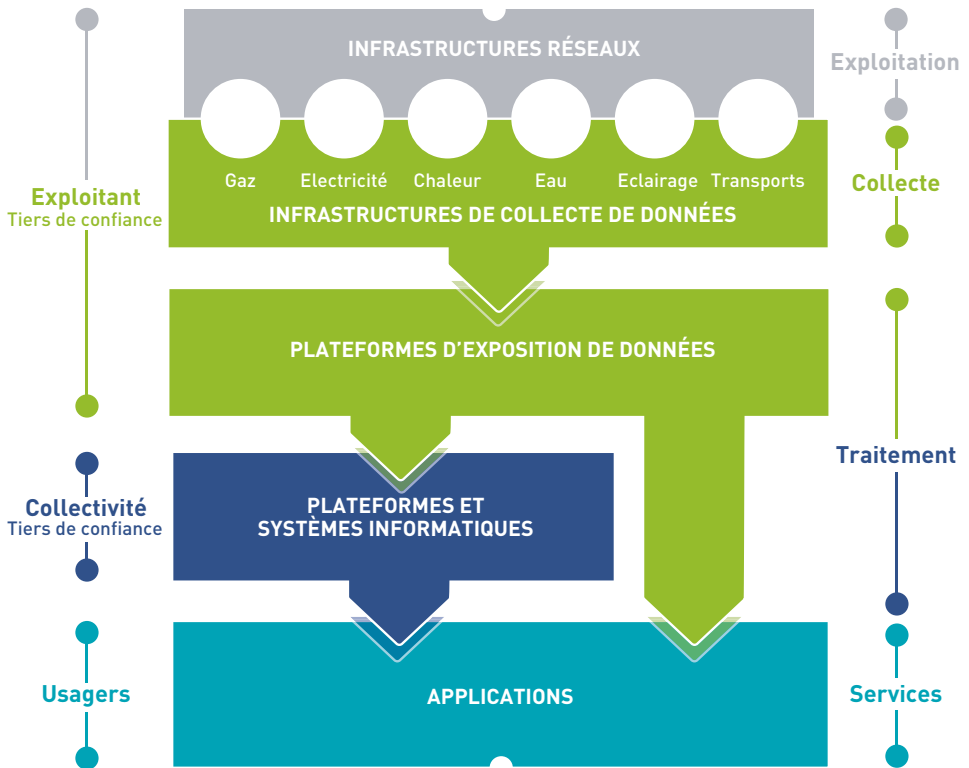 INFRASTRUCTURES RÉSEAUX
Exploitation
Gaz
Electricité
Chaleur
Eau
Eclairage
Transports
INFRASTRUCTURES DE COLLECTE DE DONNÉES
Exploitant
Tiers de confiance
Collecte
PLATEFORMES D'EXPOSITION DE DONNÉES
Traitement
Collectivité
Tiers de confiance
PLATEFORMES ET
SYSTÈMES INFORMATIQUES
Usagers
APPLICATIONS
Services